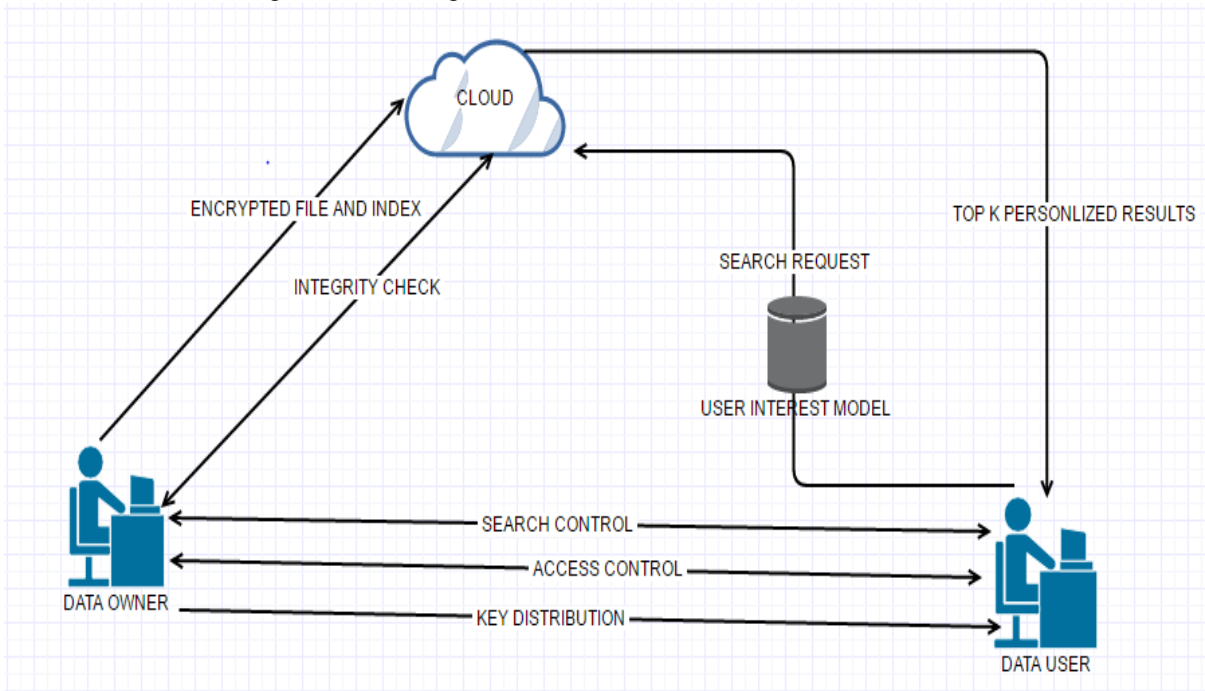 CLOUD
ENCRYPTED FILE AND INDEX
TOP K PERSONLIZED RESULTS
SEARCH REQUEST
INTEGRITY CHECK
USER INTEREST MODEL
SEARCH CONTROL
ACCESS CONTROL
DATA OWNER
KEY DISTRIBUTION
DATA USER